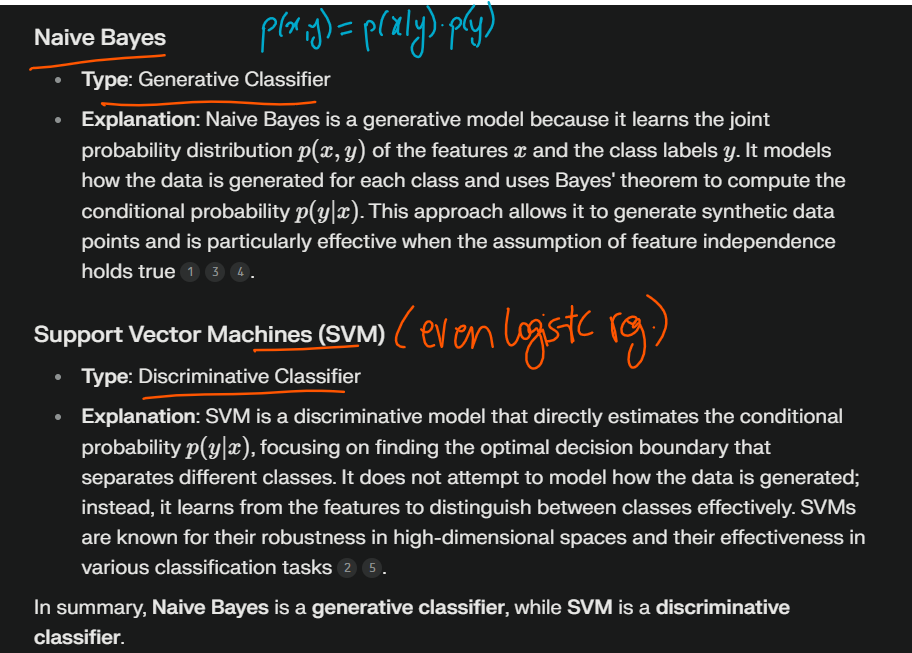 Naive Bayes p(x,y) = p(x|y)·p(y)
• Type: Generative Classifier
• Explanation: Naive Bayes is a generative model because it learns the joint
probability distribution p(x, y) of the features x and the class labels y. It models
how the data is generated for each class and uses Bayes' theorem to compute the
conditional probability p(y|x). This approach allows it to generate synthetic data
points and is particularly effective when the assumption of feature independence
holds true 1 3 4.
Support Vector Machines (SVM) (even logistc reg.)
• Type: Discriminative Classifier
• Explanation: SVM is a discriminative model that directly estimates the conditional
probability p(y|x), focusing on finding the optimal decision boundary that
separates different classes. It does not attempt to model how the data is generated;
instead, it learns from the features to distinguish between classes effectively. SVMs
are known for their robustness in high-dimensional spaces and their effectiveness in
various classification tasks 2 5.
In summary, Naive Bayes is a generative classifier, while SVM is a discriminative
classifier.